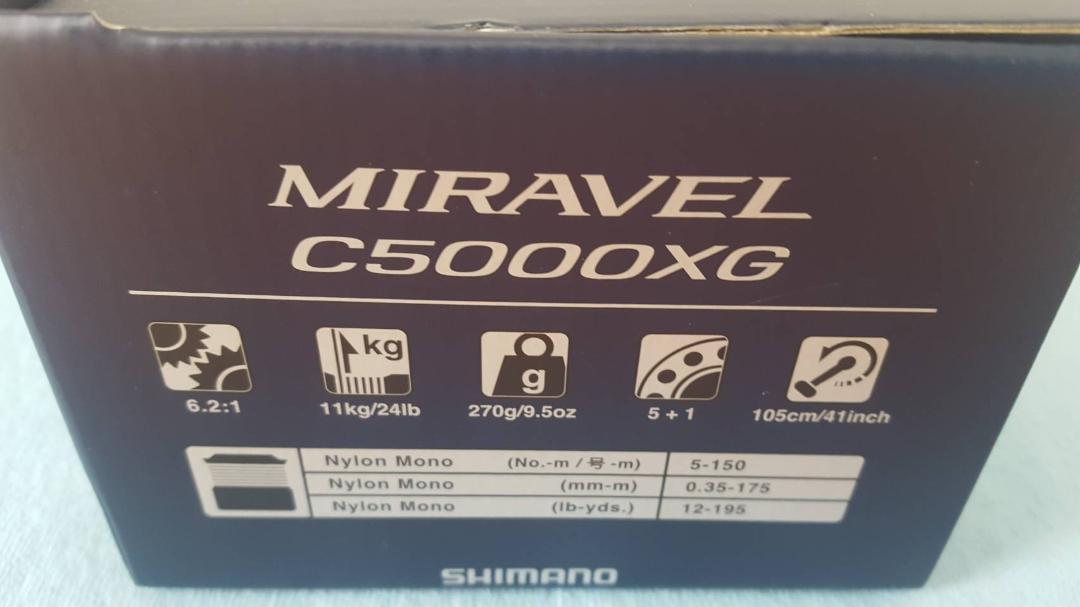 MIRAVEL
C5000XG
kg
g
6.2:1 11kg/24lb 270g/9.5oz 5+1 105cm/41inch
Nylon Mono (No.-m / 号 -m) 5-150
Nylon Mono (mm-m) 0.35-175
Nylon Mono (lb-yds.) 12-195
SHIMANO